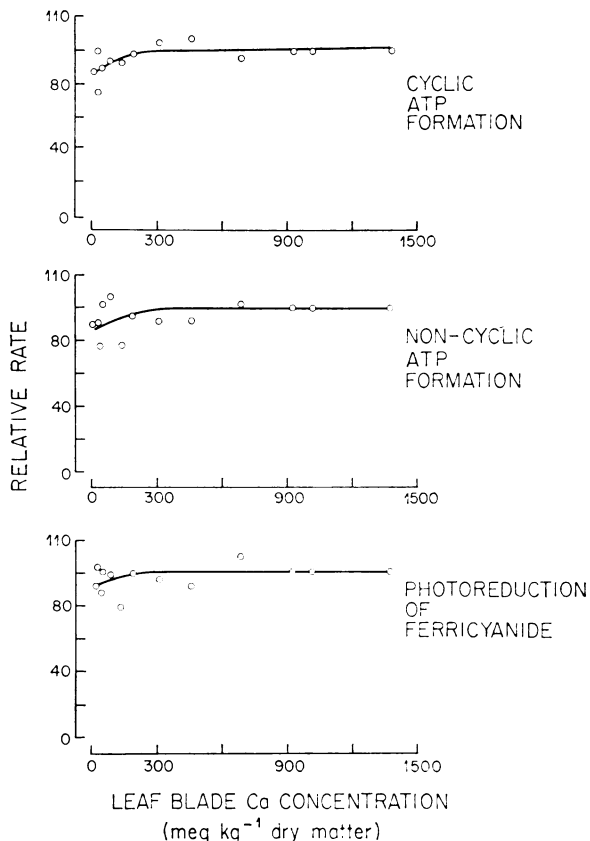 110
80
40
0
0 300 900 1500
CYCLIC
ATP
FORMATION
110
80
40
0
0 300 900 1500
NON-CYCLIC
ATP
FORMATION
RELATIVE RATE
110
80
40
0
0 300 900 1500
PHOTOREDUCTION
OF
FERRICYANIDE
LEAF BLADE Ca CONCENTRATION
(meq kg⁻¹ dry matter)